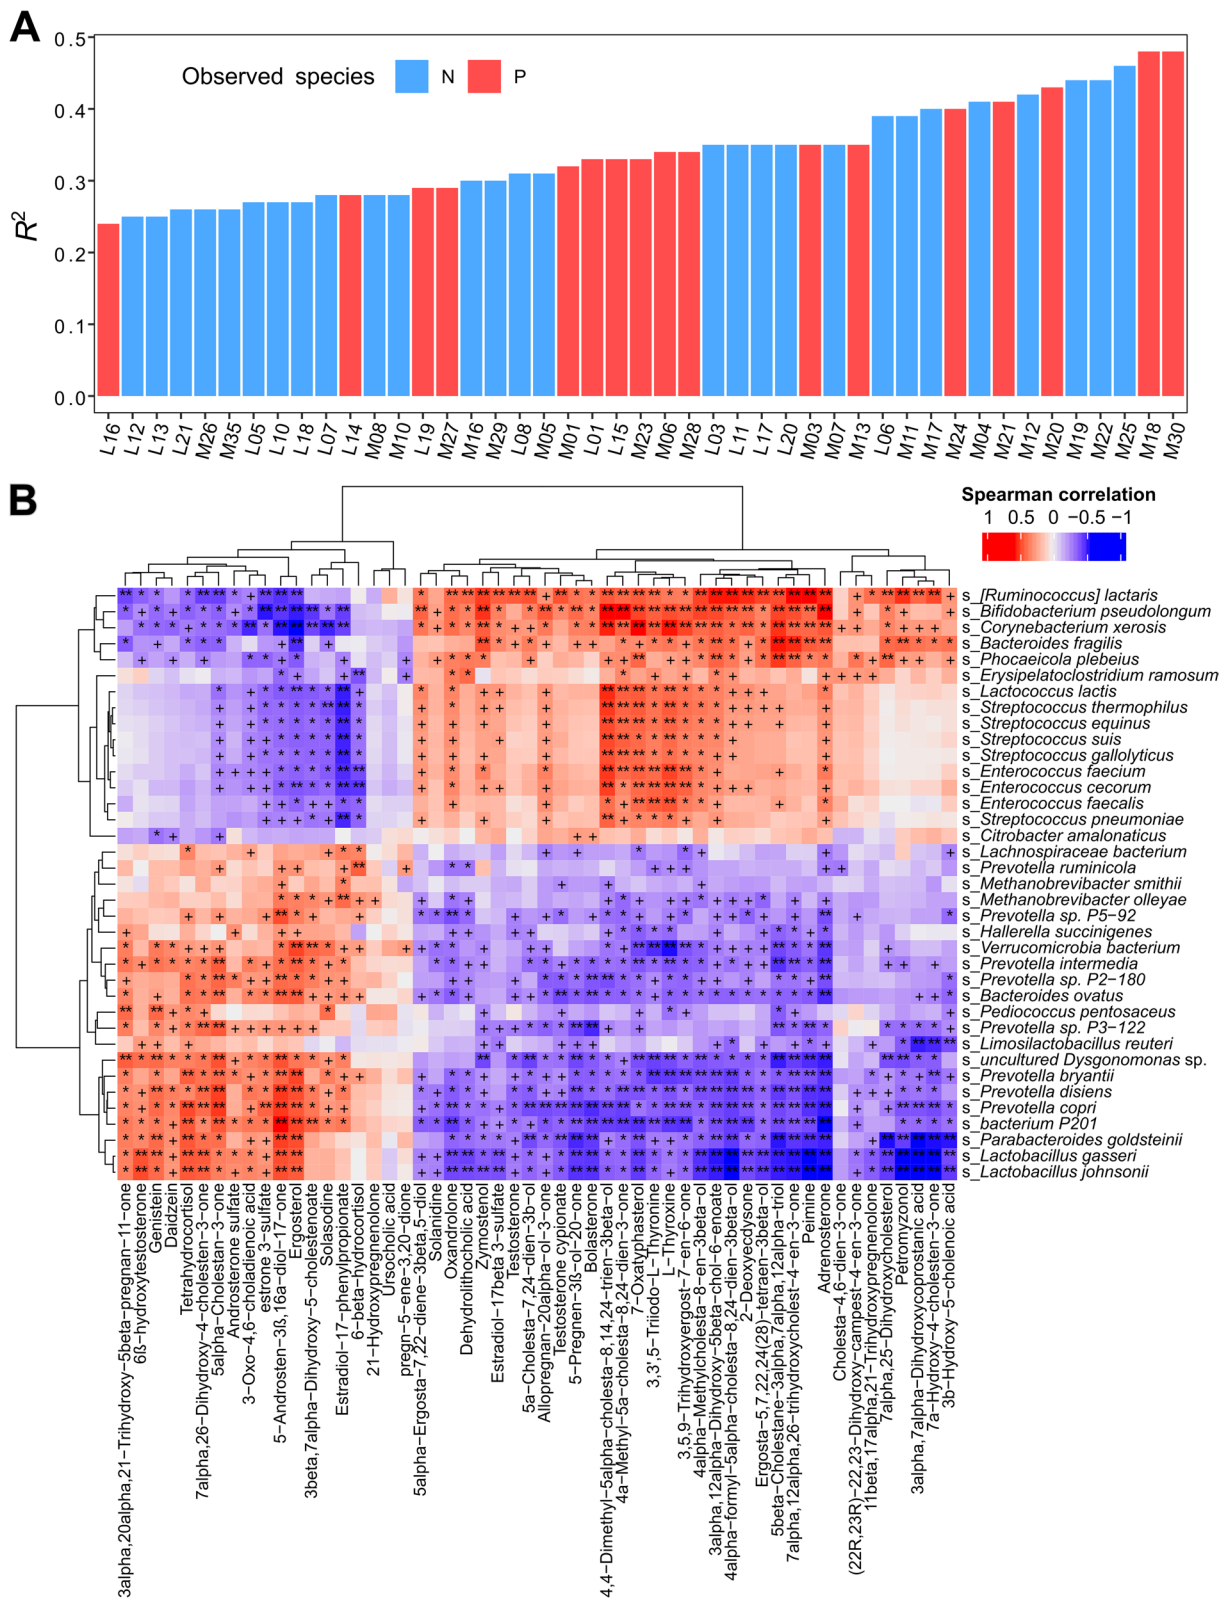 A
0.5
0.4
0.3
0.2
0.1
0.0
R2
Observed species N P
L16 L12 L13 L21 M26 M35 L05 L10 L18 L07 L14 M08 M10 L19 M27 M16 M29 L08 M05 M01 L01 L15 M23 M06 M28 L03 L11 L17 L20 M03 M07 M13 L06 M11 M17 M24 M04 M21 M12 M20 M19 M22 M25 M18 M30
B
Spearman correlation
1 0.5 0 −0.5 −1
s_[Ruminococcus] lactaris
s_Bifidobacterium pseudolongum
s_Corynebacterium xerosis
s_Bacteroides fragilis
s_Phocaeicola plebeius
s_Erysipelatoclostridium ramosum
s_Lactococcus lactis
s_Streptococcus thermophilus
s_Streptococcus equinus
s_Streptococcus suis
s_Streptococcus gallolyticus
s_Enterococcus faecium
s_Enterococcus cecorum
s_Enterococcus faecalis
s_Streptococcus pneumoniae
s_Citrobacter amalonaticus
s_Lachnospiraceae bacterium
s_Prevotella ruminicola
s_Methanobrevibacter smithii
s_Methanobrevibacter olleyae
s_Prevotella sp. P5−92
s_Hallerella succinigenes
s_Verrucomicrobia bacterium
s_Prevotella intermedia
s_Prevotella sp. P2−180
s_Bacteroides ovatus
s_Pediococcus pentosaceus
s_Prevotella sp. P3−122
s_Limosilactobacillus reuteri
s_uncultured Dysgonomonas sp.
s_Prevotella bryantii
s_Prevotella disiens
s_Prevotella copri
s_bacterium P201
s_Parabacteroides goldsteinii
s_Lactobacillus gasseri
s_Lactobacillus johnsonii
3alpha,20alpha,21−Trihydroxy−5beta−pregnan−11−one
6ß−hydroxytestosterone
Genistein
Daidzein
Tetrahydrocortisol
7alpha,26−Dihydroxy−4−cholesten−3−one
5alpha−Cholestan−3−one
Androsterone sulfate
3−Oxo−4,6−choladienoic acid
estrone 3−sulfate
5−Androsten−3ß,16a−diol−17−one
Ergosterol
3beta,7alpha−Dihydroxy−5−cholestenoate
Solasodine
Estradiol−17−phenylpropionate
6−beta−hydrocortisol
21−Hydroxypregnenolone
Ursocholic acid
pregn−5−ene−3,20−dione
5alpha−Ergosta−7,22−diene−3beta,5−diol
Solanidine
Oxandrolone
Dehydrolithocholic acid
Zymostenol
Estradiol−17beta 3−sulfate
Testosterone
5a−Cholesta−7,24−dien−3b−ol
Allopregnan−20alpha−ol−3−one
Testosterone cypionate
5−Pregnen−3ß−ol−20−one
Bolasterone
4,4−Dimethyl−5alpha−cholesta−8,14,24−trien−3beta−ol
4a−Methyl−5a−cholesta−8,24−dien−3−one
7−Oxatyphasterol
3,3',5−Triiodo−L−Thyronine
L−Thyroxine
3,5,9−Trihydroxyergost−7−en−6−one
4alpha−Methylcholesta−8−en−3beta−ol
3alpha,12alpha−Dihydroxy−5beta−chol−6−enoate
4alpha−formyl−5alpha−cholesta−8,24−dien−3beta−ol
2−Deoxyecdysone
Ergosta−5,7,22,24(28)−tetraen−3beta−ol
5beta−Cholestane−3alpha,7alpha,12alpha−triol
7alpha,12alpha,26−trihydroxycholest−4−en−3−one
Peimine
Adrenosterone
Cholesta−4,6−dien−3−one
(22R,23R)−22,23−Dihydroxy−campest−4−en−3−one
11beta,17alpha,21−Trihydroxypregnenolone
7alpha,25−Dihydroxycholesterol
Petromyzonol
3alpha,7alpha−Dihydroxycoprostanic acid
7a−Hydroxy−4−cholesten−3−one
3b−Hydroxy−5−cholenoic acid